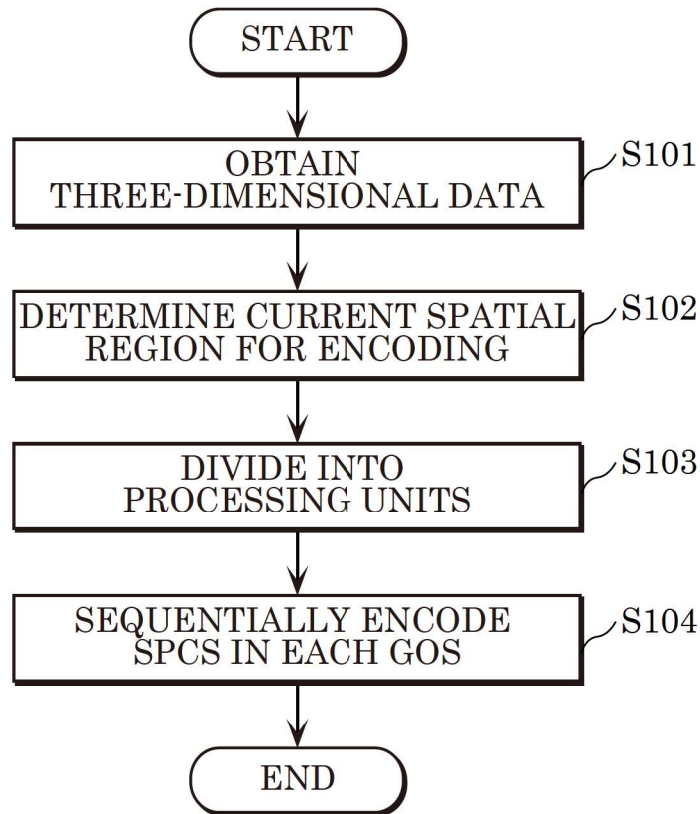 START
OBTAIN
THREE-DIMENSIONAL DATA
S101
DETERMINE CURRENT SPATIAL
REGION FOR ENCODING
S102
DIVIDE INTO
PROCESSING UNITS
S103
SEQUENTIALLY ENCODE
SPCS IN EACH GOS
S104
END